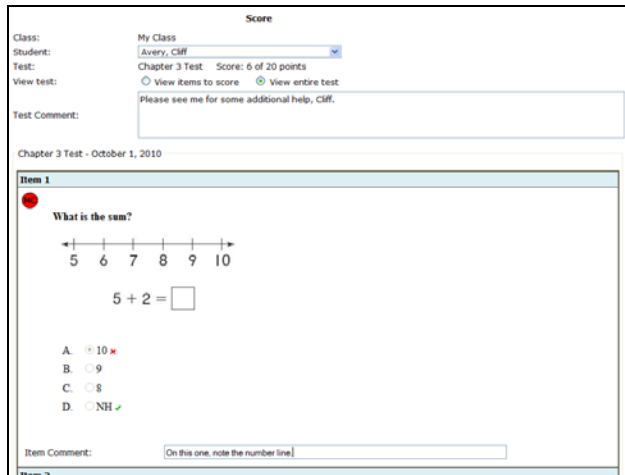 Score
Class: My Class
Student: Avery, Cliff
Test: Chapter 3 Test Score: 6 of 20 points
View test: View items to score View entire test
Test Comment: Please see me for some additional help, Cliff.
Chapter 3 Test - October 1, 2010
Item 1
MC
What is the sum?
5 6 7 8 9 10
5 + 2 =
A. 10
B. 9
C. 8
D. NH
Item Comment: On this one, note the number line.
Item 2